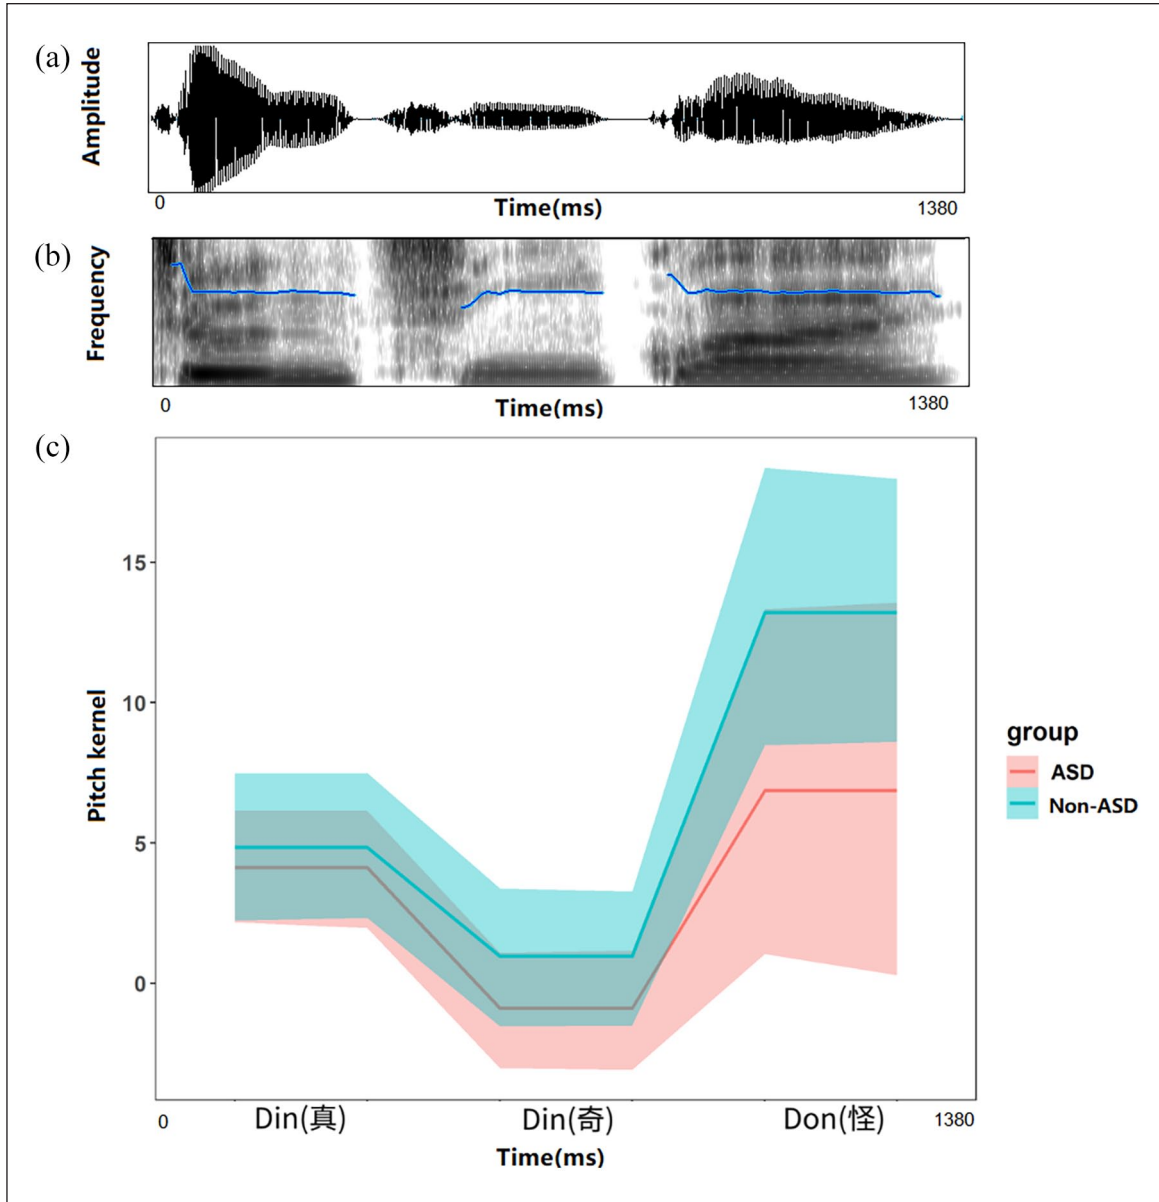 (a)
Amplitude
0
Time(ms)
1380
(b)
Frequency
0
Time(ms)
1380
(c)
Pitch kernel
15
10
5
0
group
ASD
Non-ASD
0
Din(真)
Din(奇)
Don(怪)
1380
Time(ms)